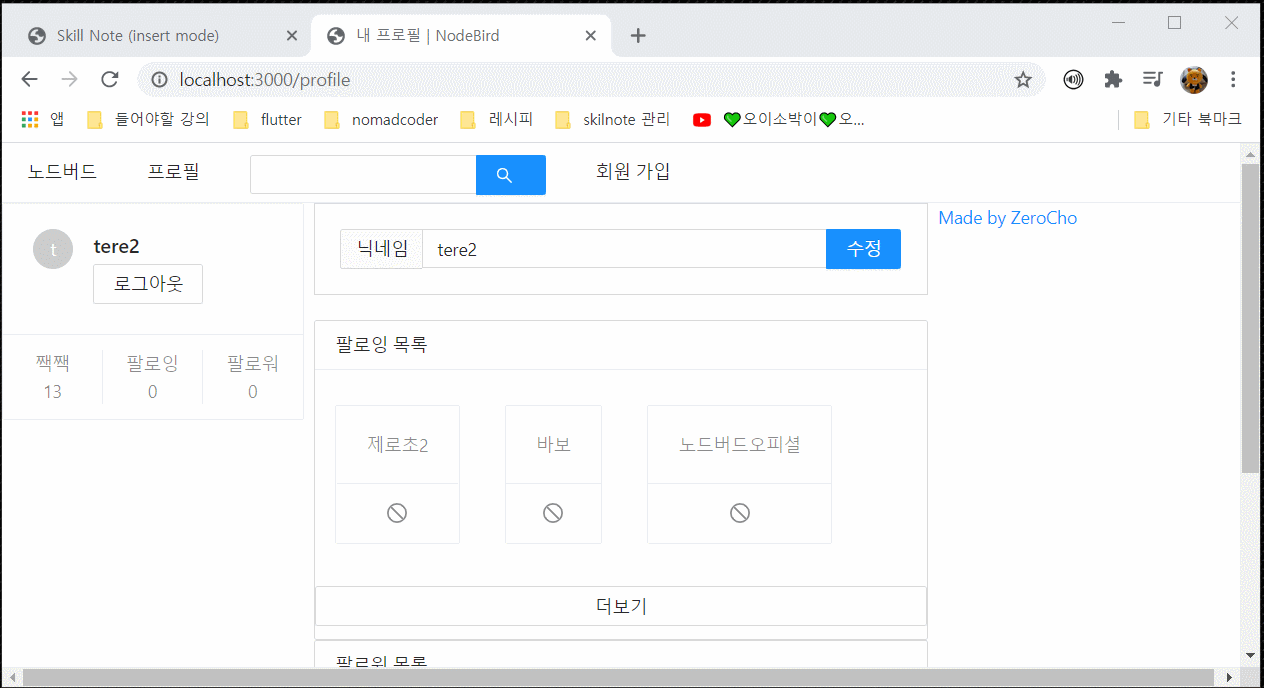 Skill Note (insert mode)
내 프로필 | NodeBird
localhost:3000/profile
앱 들어야할 강의 flutter nomadcoder 레시피 skilnote 관리 💚오이소박이💚오... 기타 북마크
노드버드 프로필 회원 가입
t
tere2
로그아웃
짹짹 팔로잉 팔로워
13 0 0
닉네임 tere2 수정
팔로잉 목록
제로초2 바보 노드버드오피셜
더보기
팔로워 목록
Made by ZeroCho